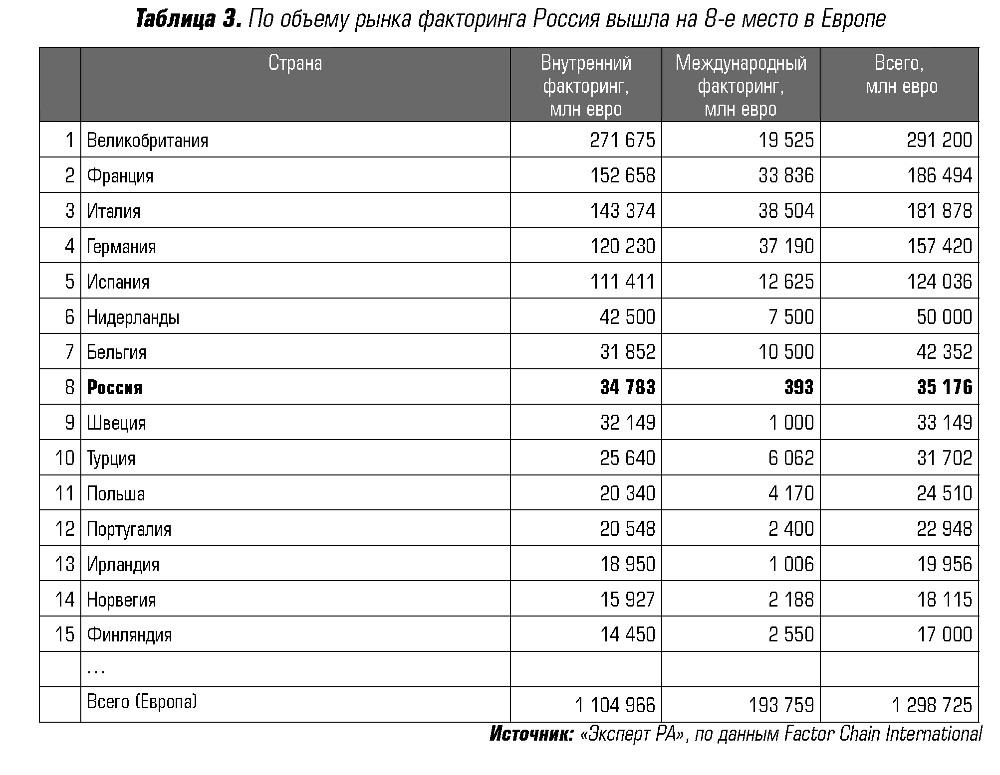 Таблица 3. По объему рынка факторинга Россия вышла на 8-е место в Европе
Страна Внутренний факторинг, млн евро Международный факторинг, млн евро Всего, млн евро
1 Великобритания 271 675 19 525 291 200
2 Франция 152 658 33 836 186 494
3 Италия 143 374 38 504 181 878
4 Германия 120 230 37 190 157 420
5 Испания 111 411 12 625 124 036
6 Нидерланды 42 500 7 500 50 000
7 Бельгия 31 852 10 500 42 352
8 Россия 34 783 393 35 176
9 Швеция 32 149 1 000 33 149
10 Турция 25 640 6 062 31 702
11 Польша 20 340 4 170 24 510
12 Португалия 20 548 2 400 22 948
13 Ирландия 18 950 1 006 19 956
14 Норвегия 15 927 2 188 18 115
15 Финляндия 14 450 2 550 17 000
...
Всего (Европа) 1 104 966 193 759 1 298 725
Источник: «Эксперт РА», по данным Factor Chain International